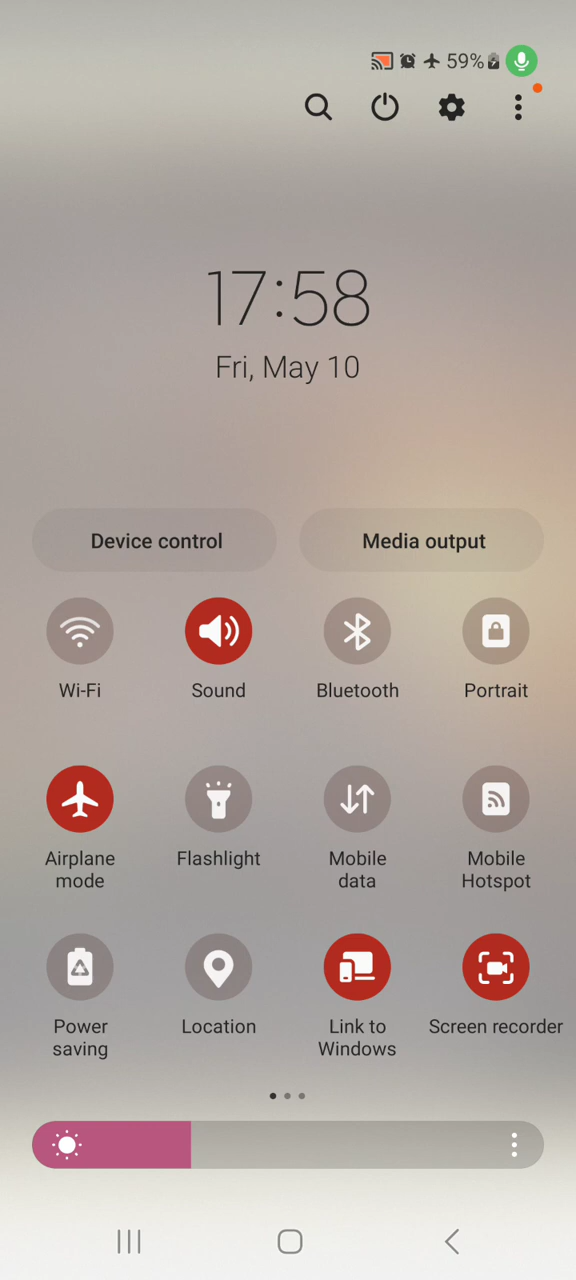 59%
17:58
Fri, May 10
Device control
Media output
Wi-Fi
Sound
Bluetooth
Portrait
Airplane
mode
Flashlight
Mobile
data
Mobile
Hotspot
Power
saving
Location
Link to
Windows
Screen recorder